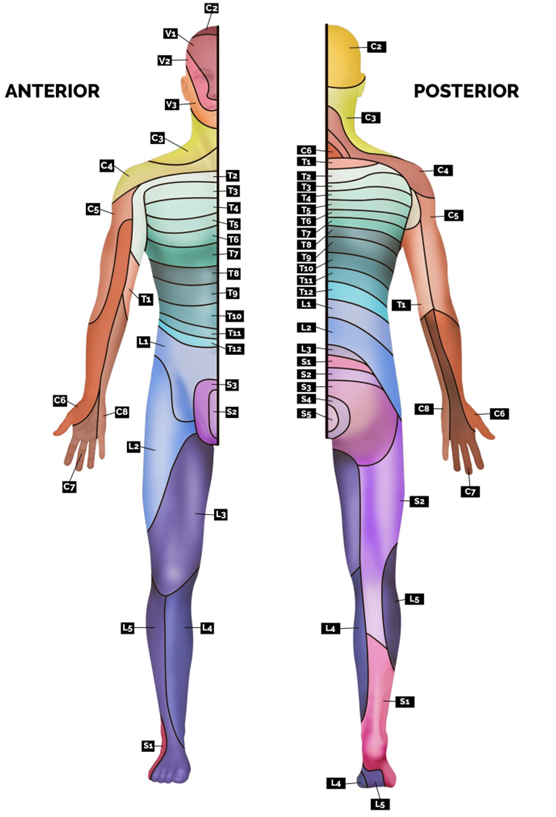 ANTERIOR
C2
V1
V2
V3
C3
C4
C5
T2
T3
T4
T5
T6
T7
T8
T9
T10
T11
T12
T1
L1
S3
S2
C6
C8
C7
L2
L3
L5
L4
S1
POSTERIOR
C2
C3
C6
T1
C4
T2
T3
T4
T5
T6
T7
T8
T9
T10
T11
T12
L1
L2
L3
S1
S2
S3
S4
S5
C5
T1
C8
C6
C7
S2
L5
L4
S1
L4
L5